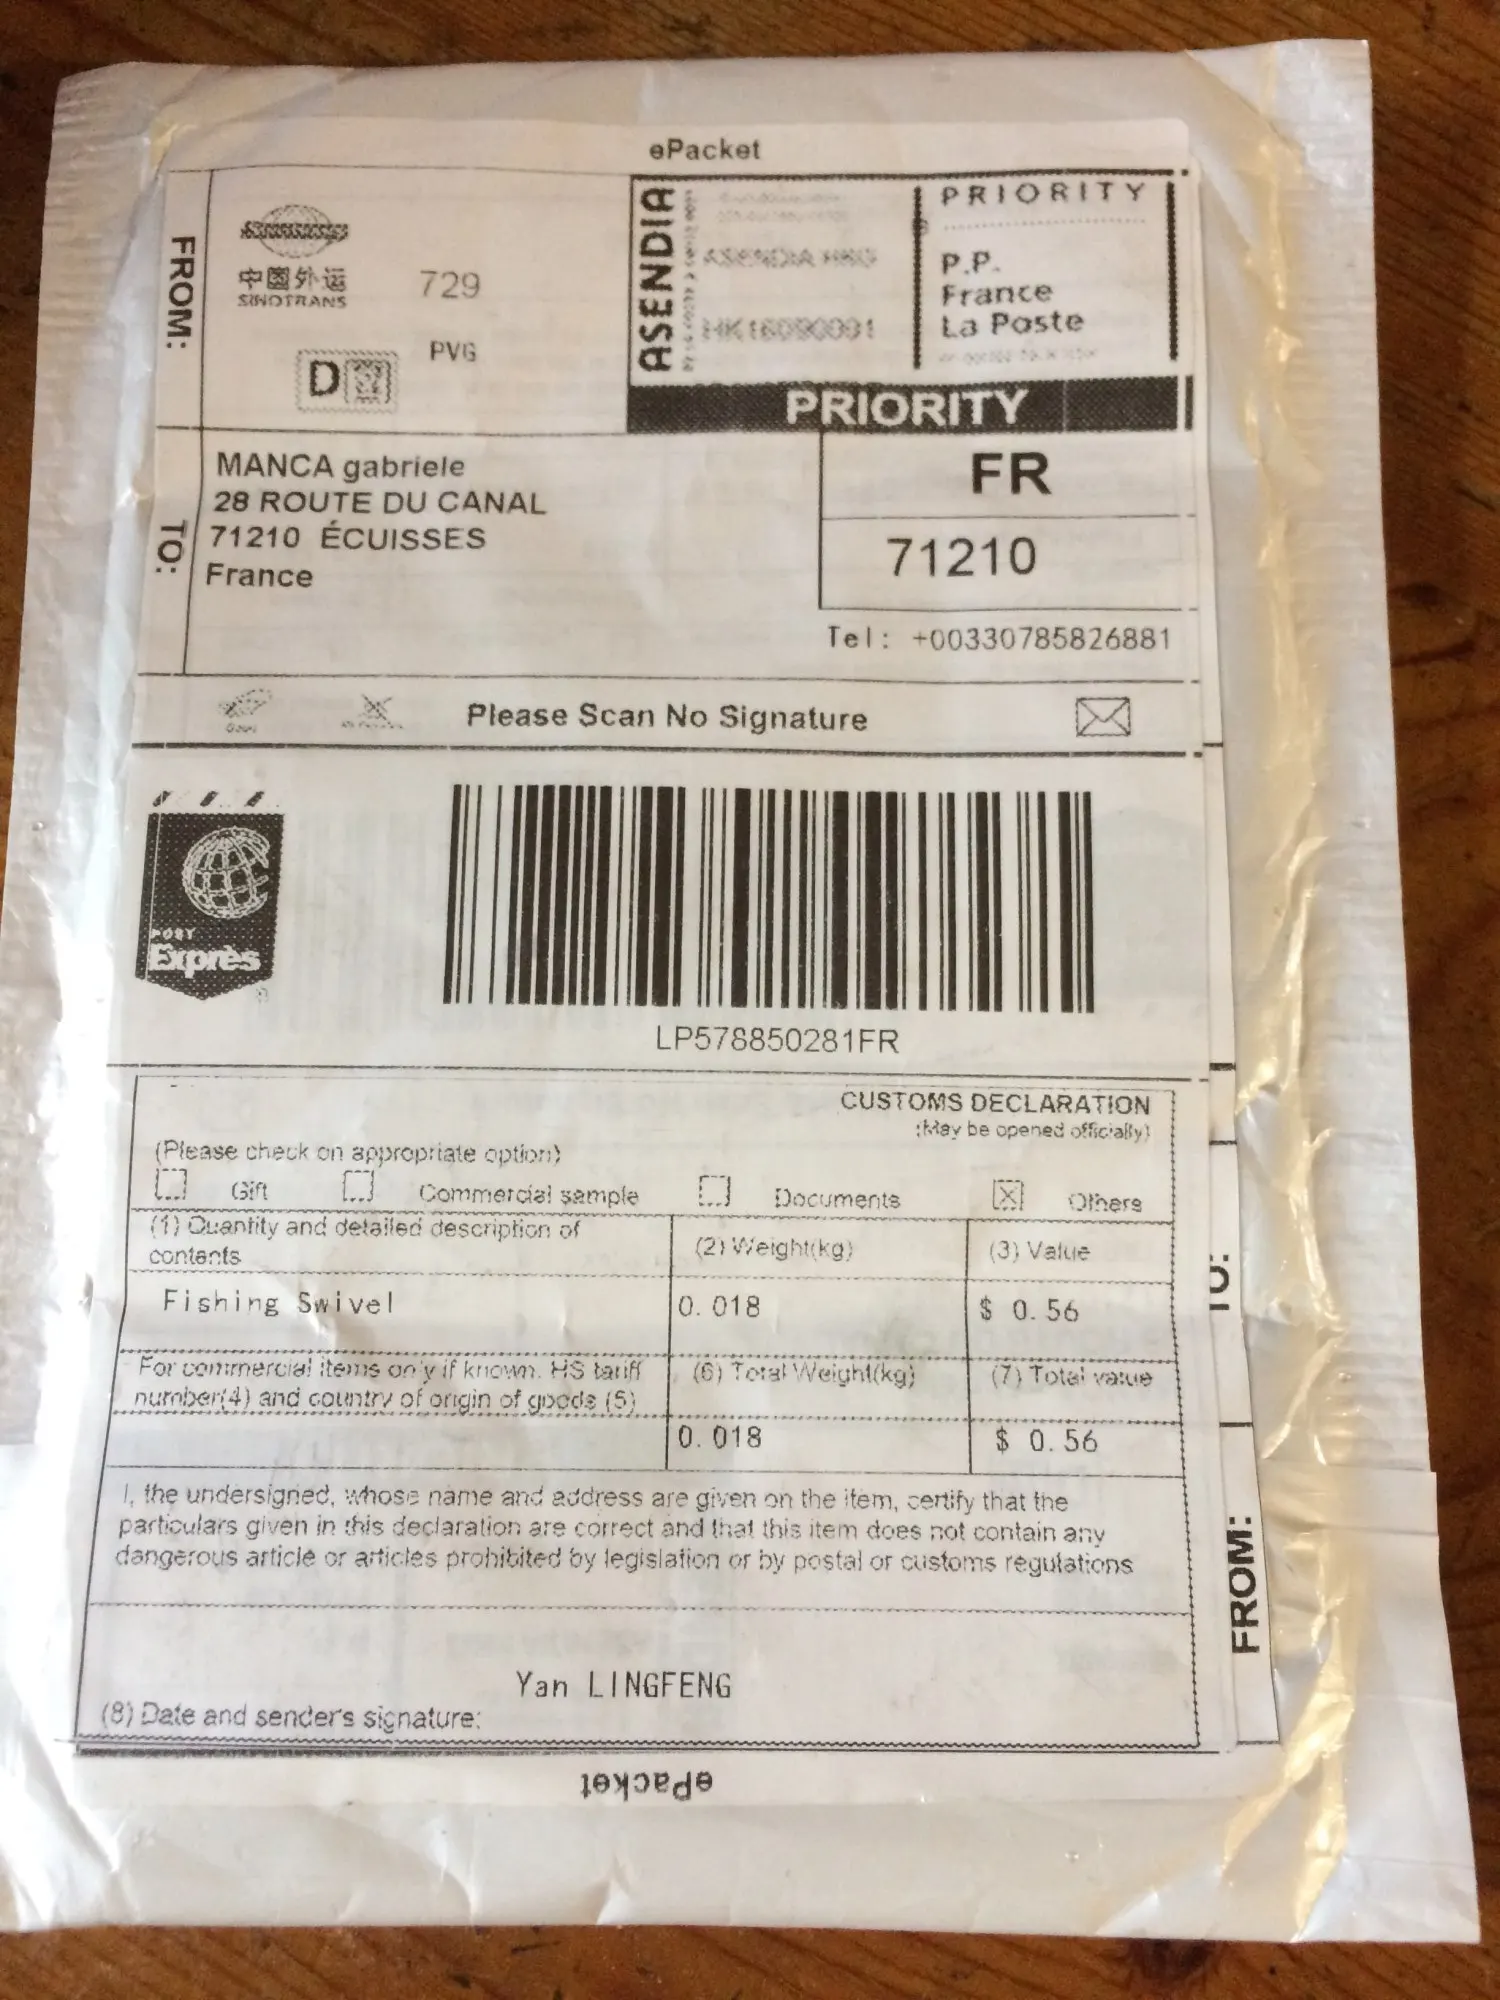 ePacket
FROM:
中國外运
SINOTRANS
729
PVG
D
ASENDIA
ASENDIA HKG
HK16090001
PRIORITY
P.P.
France
La Poste
PRIORITY
TO:
MANCA gabriele
28 ROUTE DU CANAL
71210 ÉCUISSES
France
FR
71210
Tel: +00330785826881
Please Scan No Signature
POST
Exprès
LP578850281FR
CUSTOMS DECLARATION
(May be opened officially)
(Please check on appropriate option)
Gift Commercial sample Documents Others
(1) Quantity and detailed description of
contents
(2) Weight(kg)
(3) Value
Fishing Swivel
0.018
$ 0.56
For commercial items only if known. HS tariff
number(4) and country of origin of goods (5)
(6) Total Weight(kg)
(7) Total value
0.018
$ 0.56
I, the undersigned, whose name and address are given on the item, certify that the
particulars given in this declaration are correct and that this item does not contain any
dangerous article or articles prohibited by legislation or by postal or customs regulations
Yan LINGFENG
(8) Date and sender's signature:
ePacket
TO:
FROM: